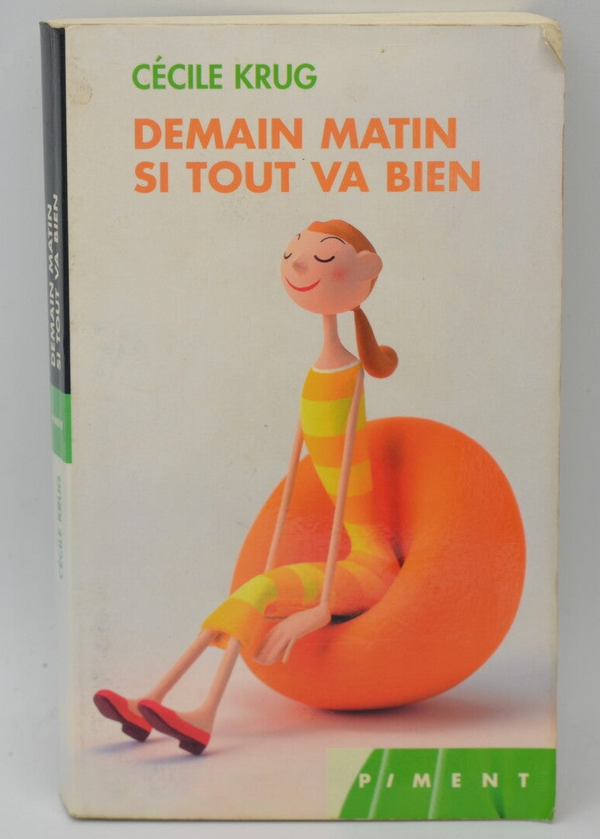 CÉCILE KRUG
DEMAIN MATIN
SI TOUT VA BIEN
DEMAIN MATIN
SI TOUT VA BIEN
CÉCILE KRUG
PIMENT